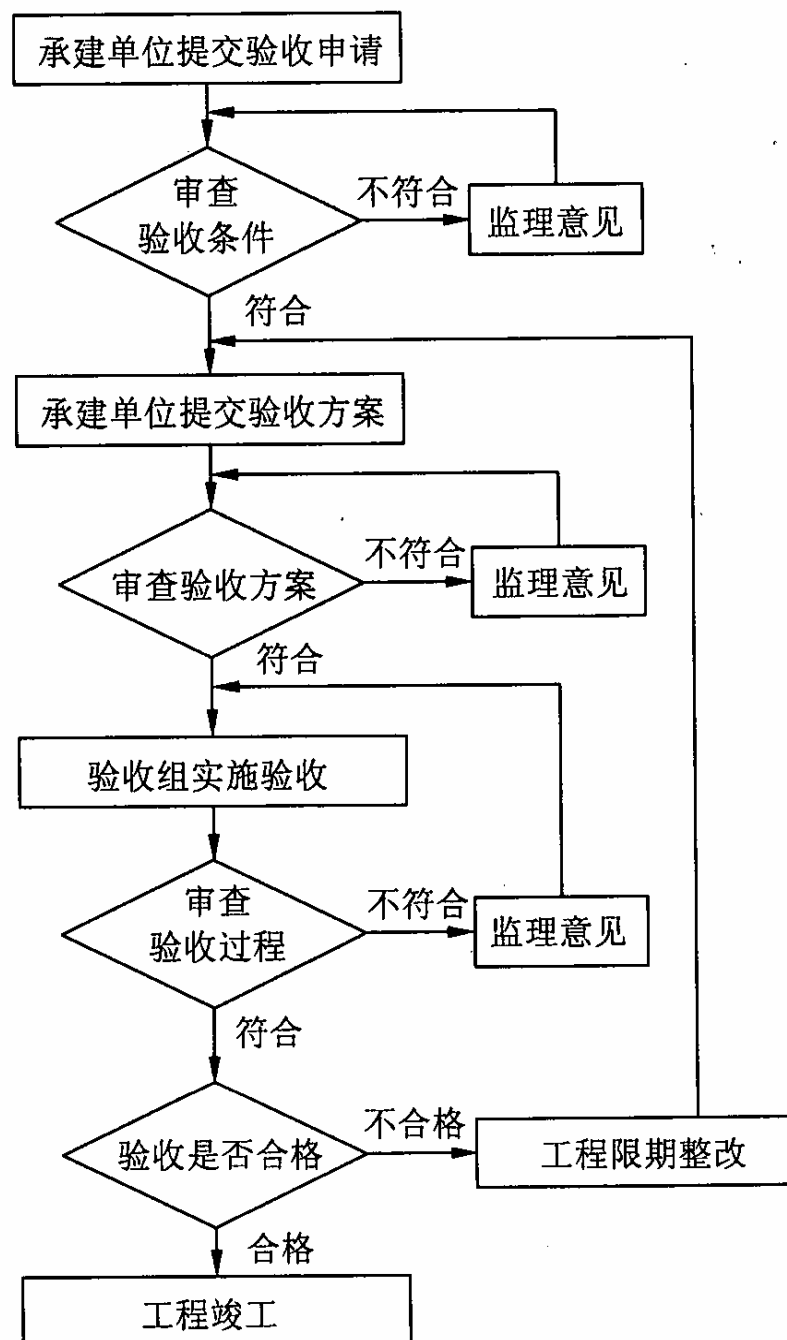 承建单位提交验收申请
审查
验收条件
不符合
监理意见
符合
承建单位提交验收方案
审查验收方案
不符合
监理意见
符合
验收组实施验收
审查
验收过程
不符合
监理意见
符合
验收是否合格
不合格
工程限期整改
合格
工程竣工